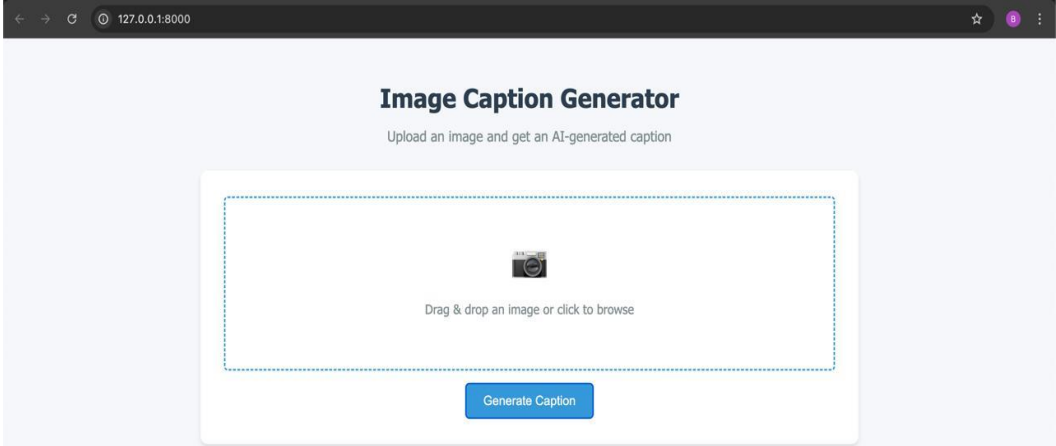 127.0.0.1:8000
B
Image Caption Generator
Upload an image and get an AI-generated caption
Drag & drop an image or click to browse
Generate Caption